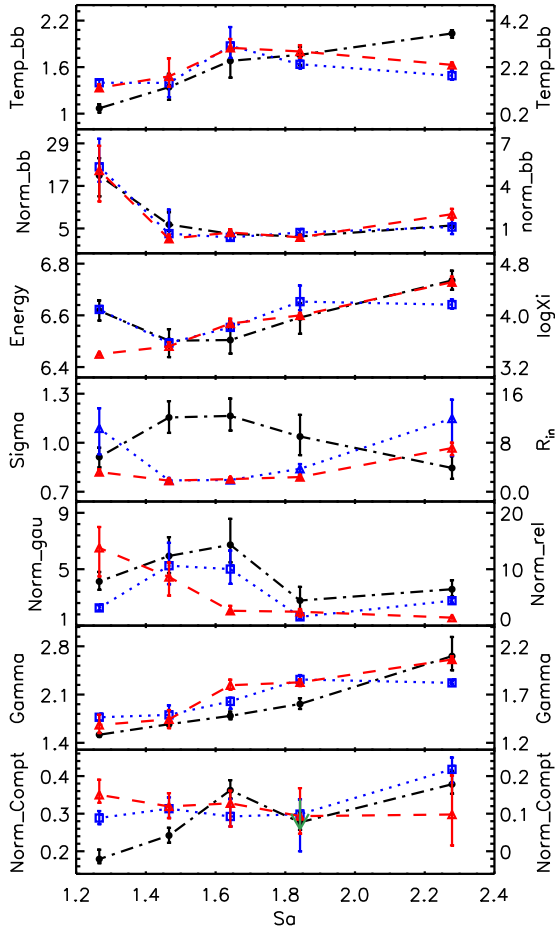 2.2
1.6
1
Temp_bb
4.2
2.2
0.2
Temp_bb
29
17
5
Norm_bb
7
4
1
norm_bb
6.8
6.6
6.4
Energy
4.8
4.0
3.2
logXi
1.3
1.0
0.7
Sigma
16
8
0.0
R_in
9
5
1
Norm_gau
20
10
0
Norm_rel
2.8
2.1
1.4
Gamma
2.2
1.7
1.2
Gamma
0.4
0.3
0.2
Norm_Compt
0.2
0.1
0
Norm_Compt
1.2 1.4 1.6 1.8 2.0 2.2 2.4
Sa